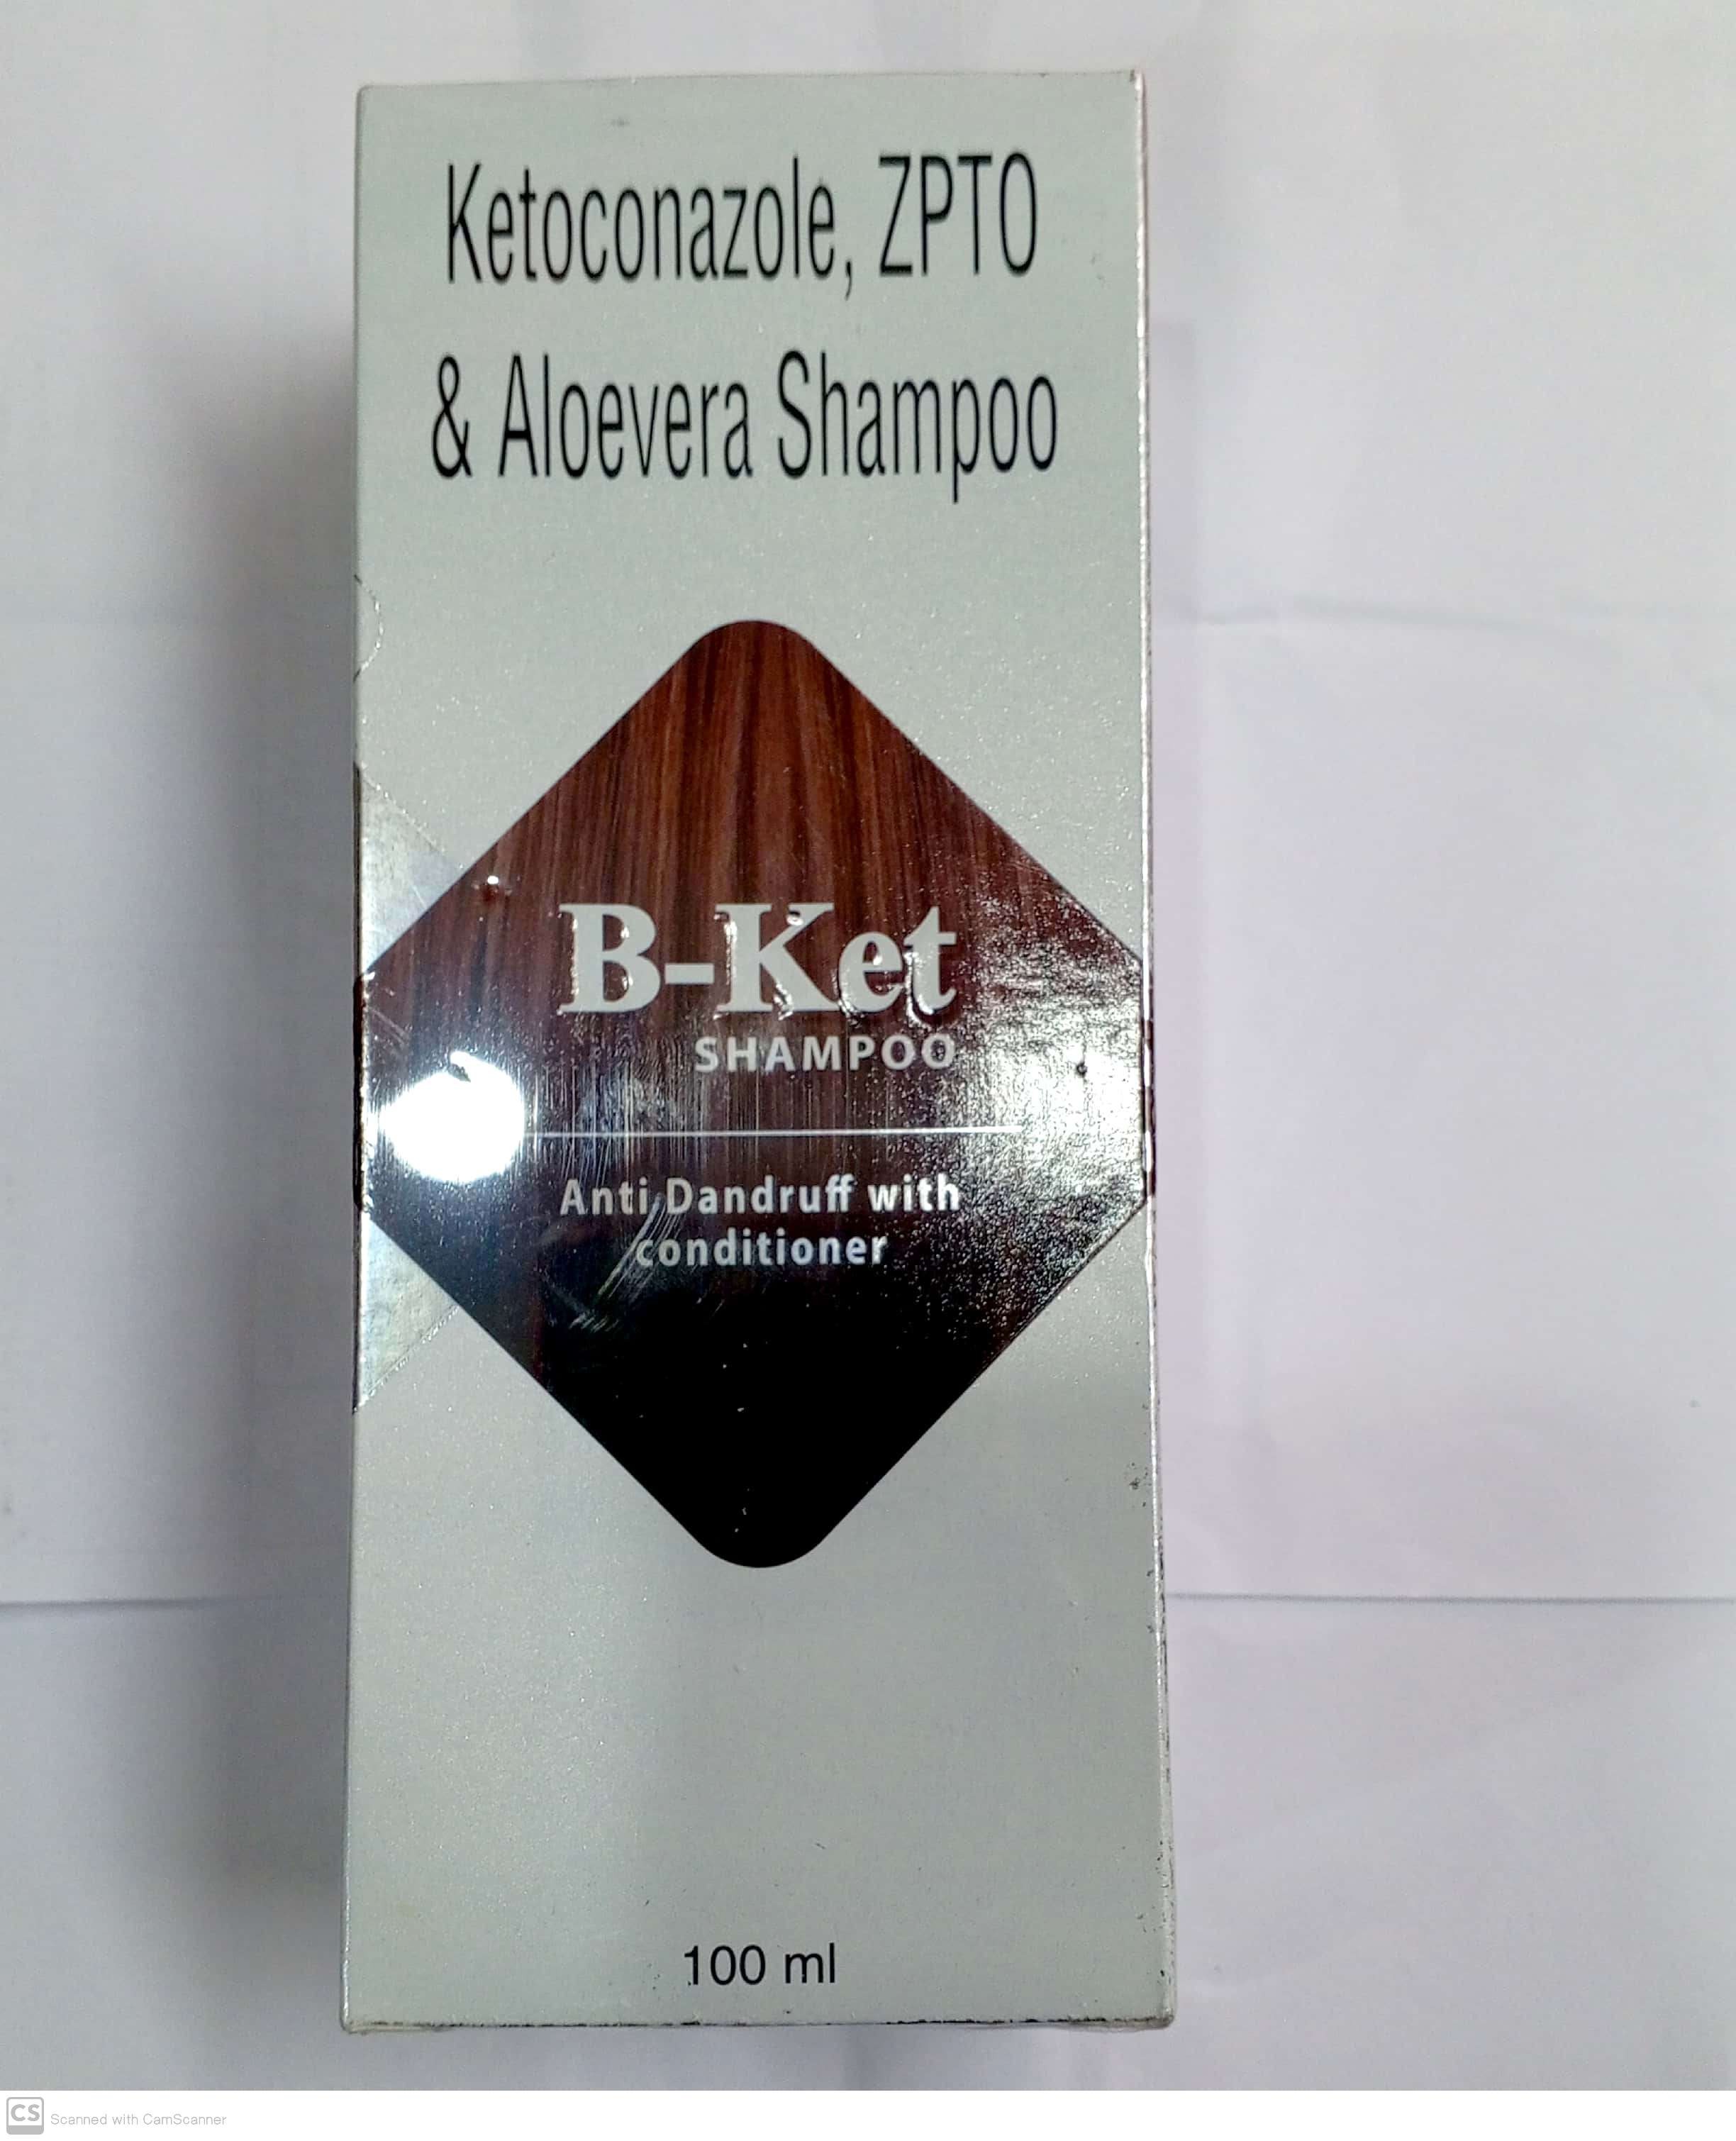 Ketoconazole, ZPTO
& Aloevera Shampoo
B-Ket
SHAMPOO
Anti Dandruff with
conditioner
100 ml
CS Scanned with CamScanner